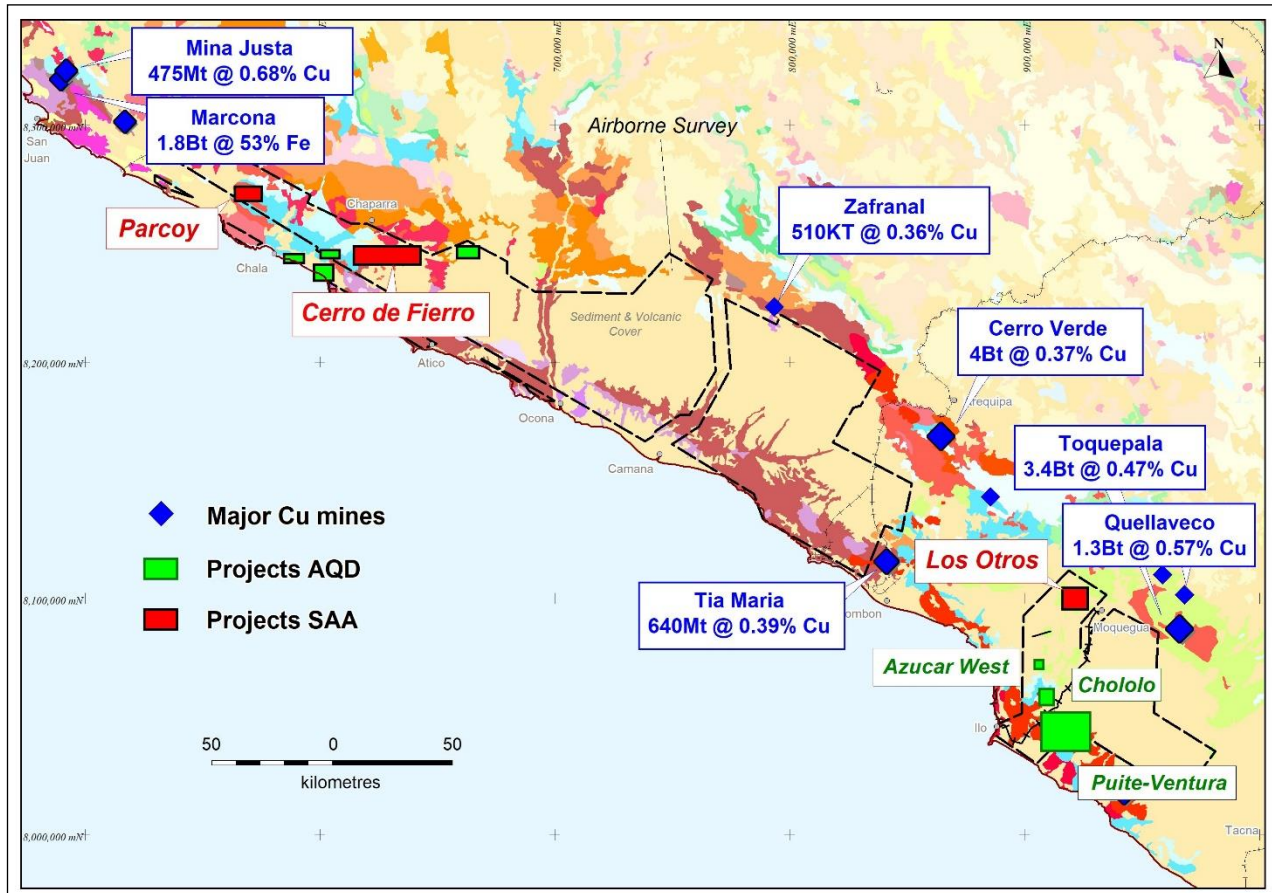 700,000 mE
800,000 mE
900,000 mE
N
Mina Justa
475Mt @ 0.68% Cu
Marcona
1.8Bt @ 53% Fe
8,300,000 mN
San
Juan
Airborne Survey
Parcoy
Chaparra
Chala
Cerro de Fierro
Zafranal
510KT @ 0.36% Cu
Sediment & Volcanic
Cover
8,200,000 mN
Atico
Ocona
Camana
Cerro Verde
4Bt @ 0.37% Cu
requipa
Toquepala
3.4Bt @ 0.47% Cu
Quellaveco
1.3Bt @ 0.57% Cu
Major Cu mines
Projects AQD
Projects SAA
Los Otros
Tia Maria
640Mt @ 0.39% Cu
8,100,000 mN
ombon
Moquegua
Azucar West
Chololo
Ilo
50 0 50
kilometres
Puite-Ventura
8,000,000 mN
Tacna